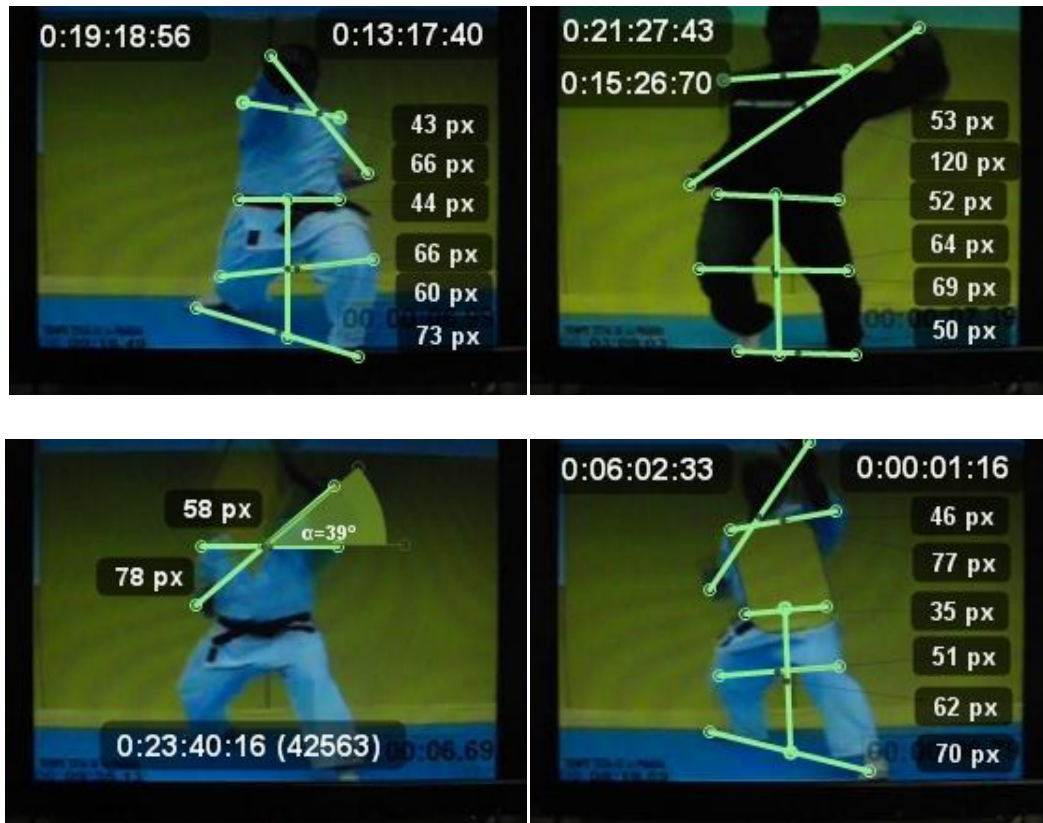 0:19:18:56
0:13:17:40
43 px
66 px
44 px
66 px
60 px
73 px
0:21:27:43
0:15:26:70
53 px
120 px
52 px
64 px
69 px
50 px
58 px
α=39°
78 px
0:23:40:16 (42563)
00:06.69
0:06:02:33
0:00:01:16
46 px
77 px
35 px
51 px
62 px
70 px